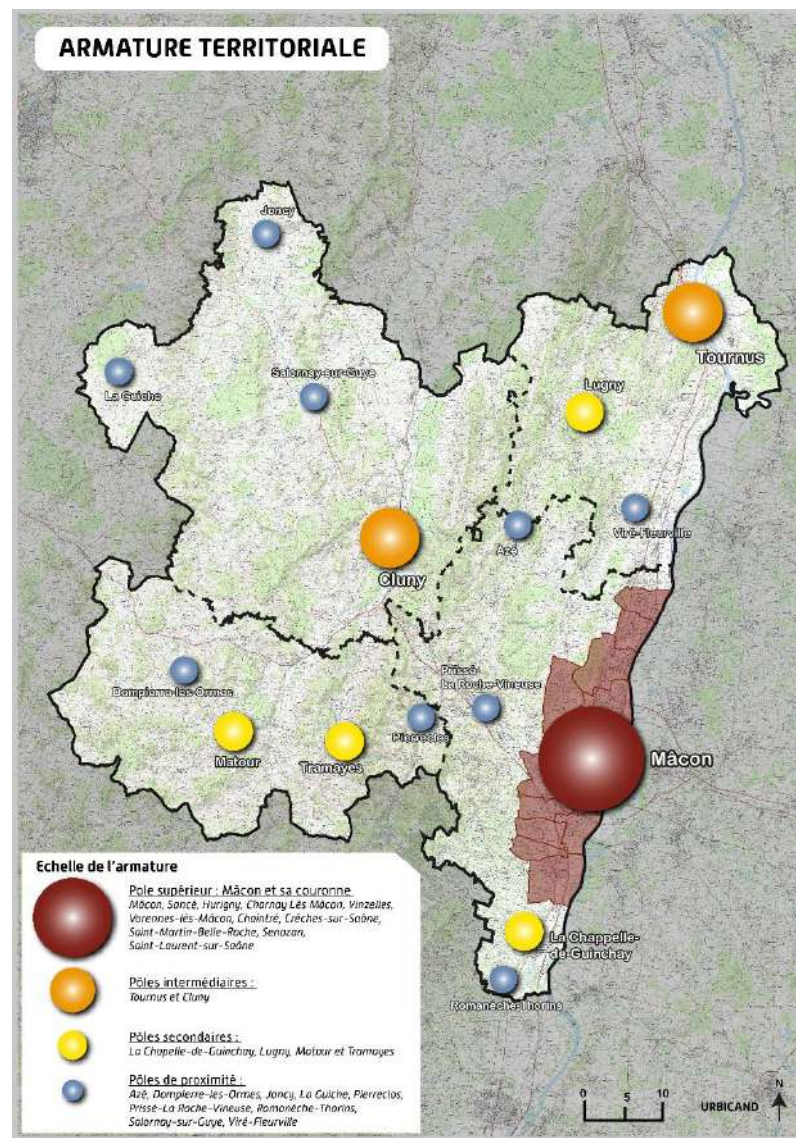 ARMATURE TERRITORIALE
Joncy
Tournus
La Guiche
Salornay-sur-Guye
Lugny
Azé
Viré-Fleurville
Cluny
Prissé-
La Roche-Vineuse
Dompierre-les-Ormes
Pierreclos
Matour
Tramayes
Mâcon
La Chappelle-
de-Guinchay
Romanèche-Thorins
Echelle de l'armature
Pole supérieur : Mâcon et sa couronne
Mâcon, Sancé, Hurigny, Charnay Lès Mâcon, Vinzelles,
Varennes-lès-Mâcon, Chaintré, Crêches-sur-Saône,
Saint-Martin-Belle-Roche, Senozan,
Saint-Laurent-sur-Saône
Pôles intermédiaires :
Tournus et Cluny
Pôles secondaires :
La Chapelle-de-Guinchay, Lugny, Matour et Tramayes
Pôles de proximité :
Azé, Dompierre-les-Ormes, Joncy, La Guiche, Pierreclos,
Prissé-La Roche-Vineuse, Romanèche-Thorins,
Salornay-sur-Guye, Viré-Fleurville
0 5 10
URBICAND
N